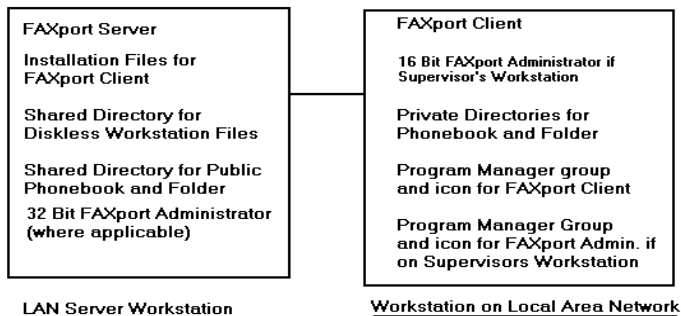 FAXport Server
Installation Files for
FAXport Client
Shared Directory for
Diskless Workstation Files
Shared Directory for Public
Phonebook and Folder
32 Bit FAXport Administrator
(where applicable)
LAN Server Workstation
FAXport Client
16 Bit FAXport Administrator if
Supervisor's Workstation
Private Directories for
Phonebook and Folder
Program Manager group
and icon for FAXport Client
Program Manager Group
and icon for FAXport Admin. if
on Supervisors Workstation
Workstation on Local Area Network